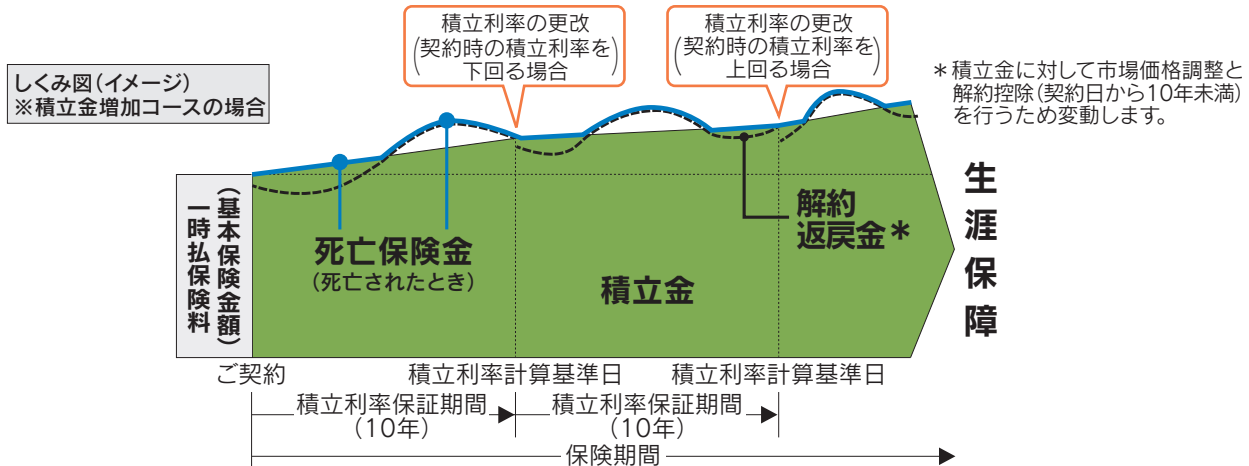 しくみ図(イメージ)
※積立金増加コースの場合
積立利率の更改
(契約時の積立利率を
下回る場合)
積立利率の更改
(契約時の積立利率を
上回る場合)
*積立金に対して市場価格調整と
解約控除(契約日から10年未満)
を行うため変動します。
一時払保険料
(基本保険金額)
死亡保険金
(死亡されたとき)
積立金
解約
返戻金*
生涯保障
ご契約
積立利率計算基準日
積立利率計算基準日
積立利率保証期間
(10年)
積立利率保証期間
(10年)
保険期間